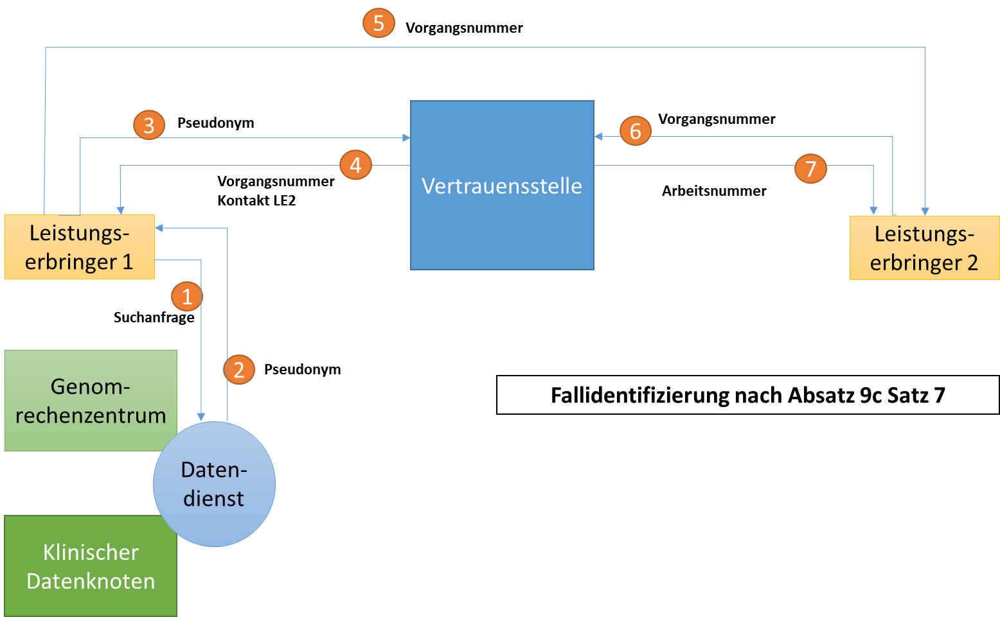 5
Vorgangsnummer
3
Pseudonym
4
Vorgangsnummer
Kontakt LE2
Vertrauensstelle
6
Vorgangsnummer
7
Arbeitsnummer
Leistungs-
erbringer 1
Leistungs-
erbringer 2
1
Suchanfrage
2
Pseudonym
Genom-
rechenzentrum
Fallidentifizierung nach Absatz 9c Satz 7
Daten-
dienst
Klinischer
Datenknoten